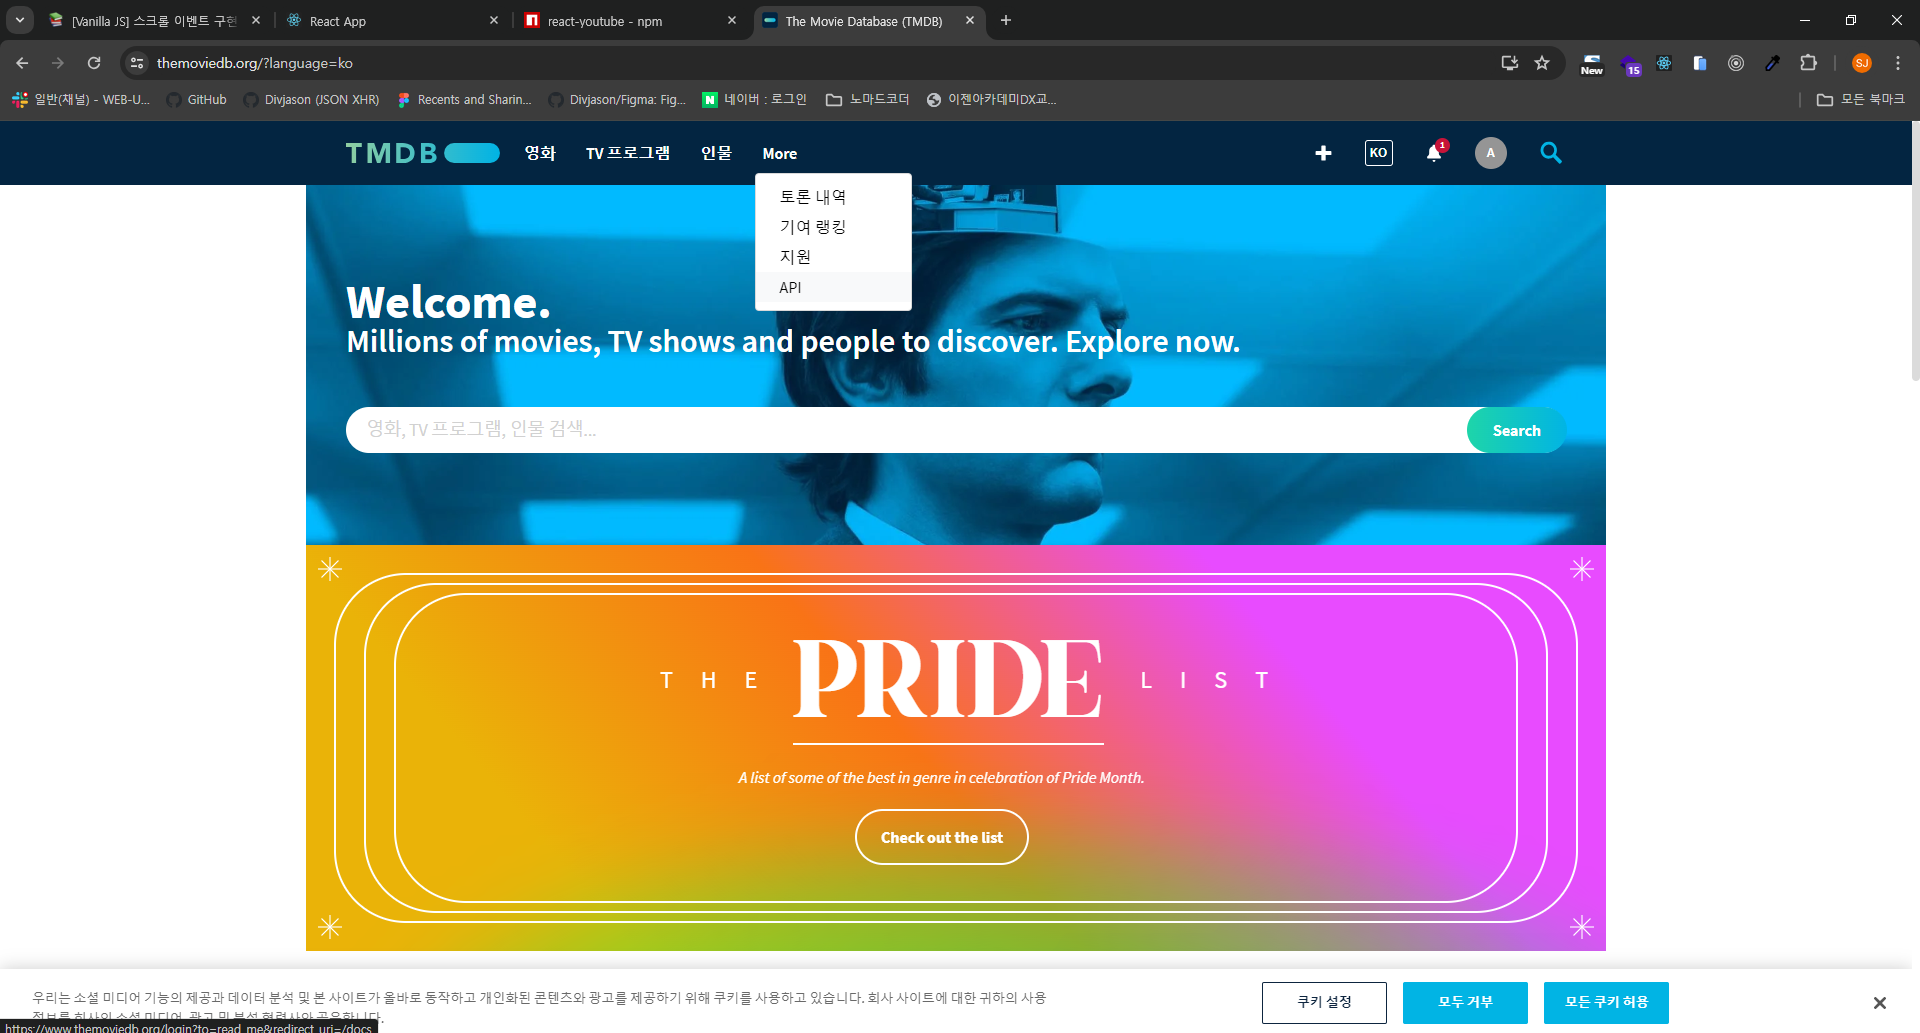 [Vanilla JS] 스크롤 이벤트 구현
React App
react-youtube - npm
The Movie Database (TMDB)
themoviedb.org/?language=ko
New
15
SJ
일반(채널) - WEB-U...
GitHub
Divjason (JSON XHR)
Recents and Sharin...
Divjason/Figma: Fig...
N 네이버 : 로그인
노마드코더
이젠아카데미DX교...
모든 북마크
TMDB
영화
TV 프로그램
인물
More
KO
1
A
토론 내역
기여 랭킹
지원
API
Welcome.
Millions of movies, TV shows and people to discover. Explore now.
영화, TV 프로그램, 인물 검색...
Search
THE PRIDE LIST
A list of some of the best in genre in celebration of Pride Month.
Check out the list
우리는 소셜 미디어 기능의 제공과 데이터 분석 및 본 사이트가 올바로 동작하고 개인화된 콘텐츠와 광고를 제공하기 위해 쿠키를 사용하고 있습니다. 회사 사이트에 대한 귀하의 사용
정보를 회사의 소셜 미디어, 광고 및 분석 협력사와 공유합니다.
쿠키 설정
모두 거부
모든 쿠키 허용
https://www.themoviedb.org/login?to=read_me&redirect_uri=/docs